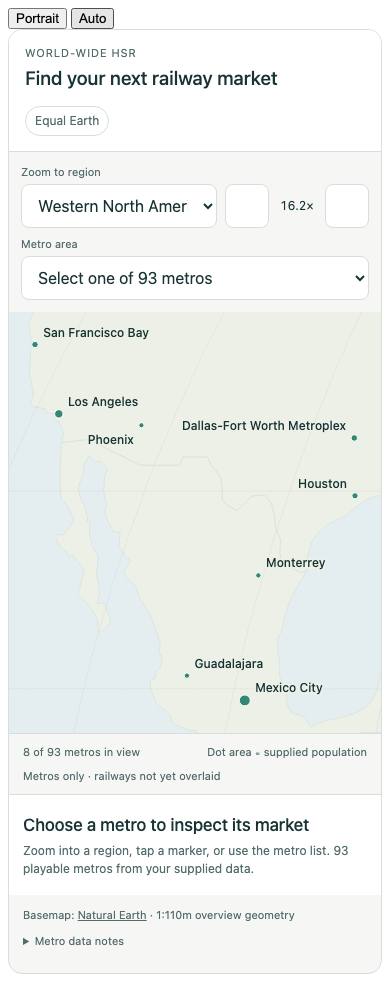 Portrait Auto
WORLD-WIDE HSR
Find your next railway market
Equal Earth
Zoom to region
Western North Amer
16.2×
Metro area
Select one of 93 metros
San Francisco Bay
Los Angeles
Phoenix
Dallas-Fort Worth Metroplex
Houston
Monterrey
Guadalajara
Mexico City
8 of 93 metros in view
Dot area = supplied population
Metros only · railways not yet overlaid
Choose a metro to inspect its market
Zoom into a region, tap a marker, or use the metro list. 93
playable metros from your supplied data.
Basemap: Natural Earth · 1:110m overview geometry
Metro data notes